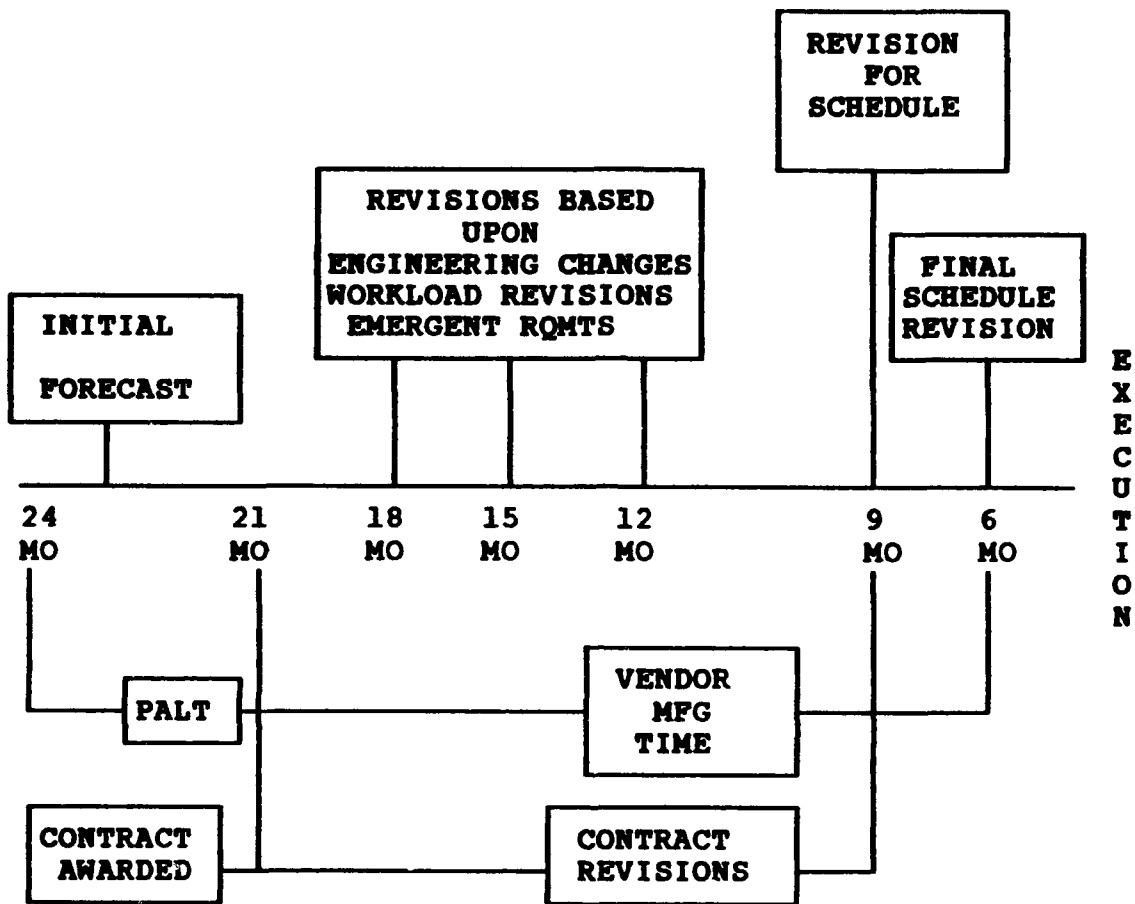 REVISION
FOR
SCHEDULE
REVISIONS BASED
UPON
ENGINEERING CHANGES
WORKLOAD REVISIONS
EMERGENT RQMTS
FINAL
SCHEDULE
REVISION
INITIAL
FORECAST
EXECUTION
24 MO
21 MO
18 MO
15 MO
12 MO
9 MO
6 MO
PALT
VENDOR
MFG
TIME
CONTRACT
AWARDED
CONTRACT
REVISIONS